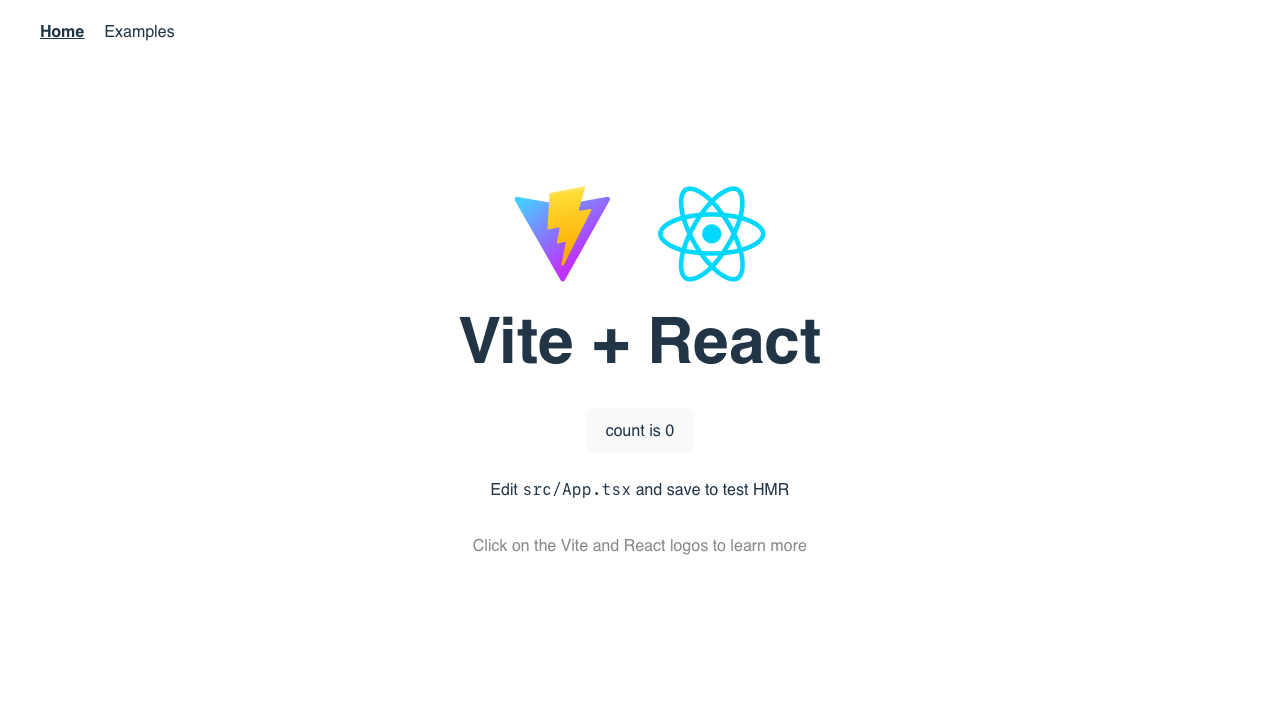 Home Examples
Vite + React
count is 0
Edit src/App.tsx and save to test HMR
Click on the Vite and React logos to learn more